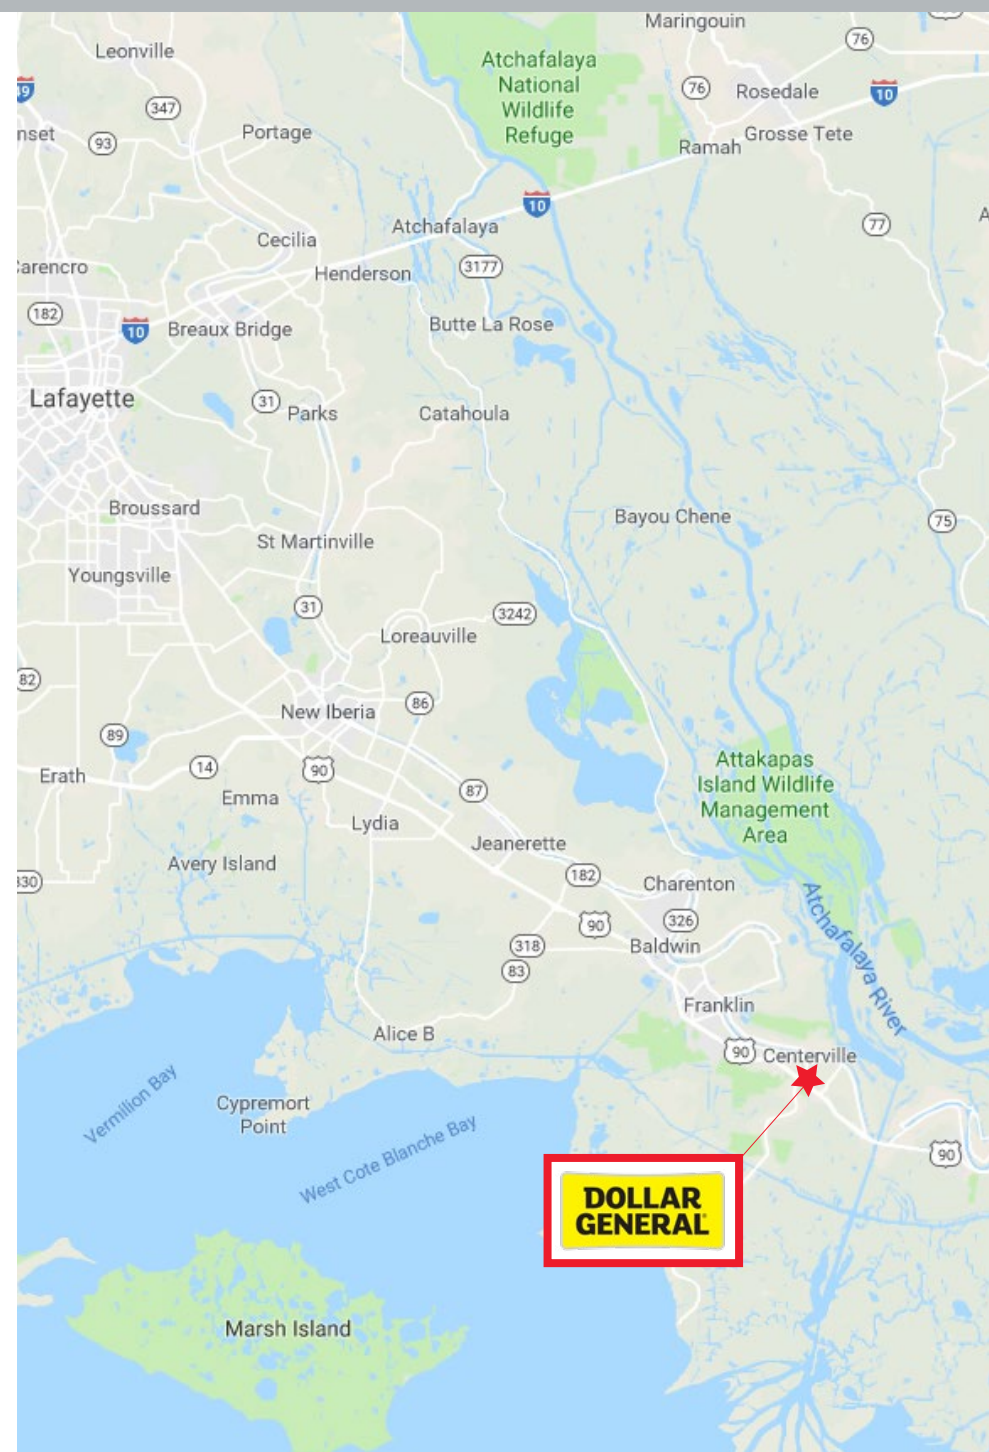 Maringouin
Leonville
76
Atchafalaya
National
Wildlife
Refuge
76
Rosedale
10
347
Portage
93
Grosse Tete
Ramah
10
77
Atchafalaya
Cecilia
3177
Henderson
182
10
Breaux Bridge
Butte La Rose
Lafayette
31
Parks
Catahoula
Broussard
Bayou Chene
75
St Martinville
Youngsville
31
3242
Loreauville
86
New Iberia
89
14
90
Erath
Emma
87
Attakapas
Island Wildlife
Management
Area
Lydia
Jeanerette
Avery Island
182
Charenton
326
90
318
Baldwin
83
Atchafalaya River
Franklin
Alice B
90
Centerville
Vermilion Bay
Cypremort
Point
West Cote Blanche Bay
90
DOLLAR
GENERAL
Marsh Island